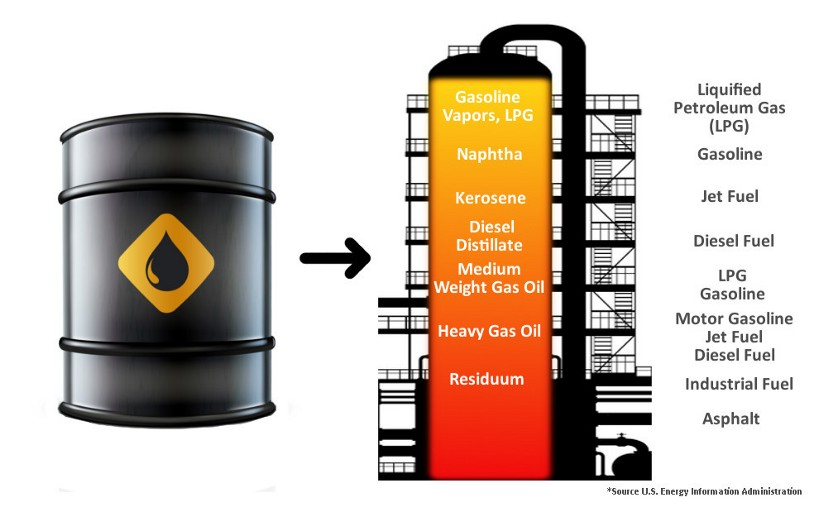 Gasoline
Vapors, LPG
Naphtha
Kerosene
Diesel
Distillate
Medium
Weight Gas Oil
Heavy Gas Oil
Residuum
Liquified
Petroleum Gas
(LPG)
Gasoline
Jet Fuel
Diesel Fuel
LPG
Gasoline
Motor Gasoline
Jet Fuel
Diesel Fuel
Industrial Fuel
Asphalt
*Source U.S. Energy Information Administration